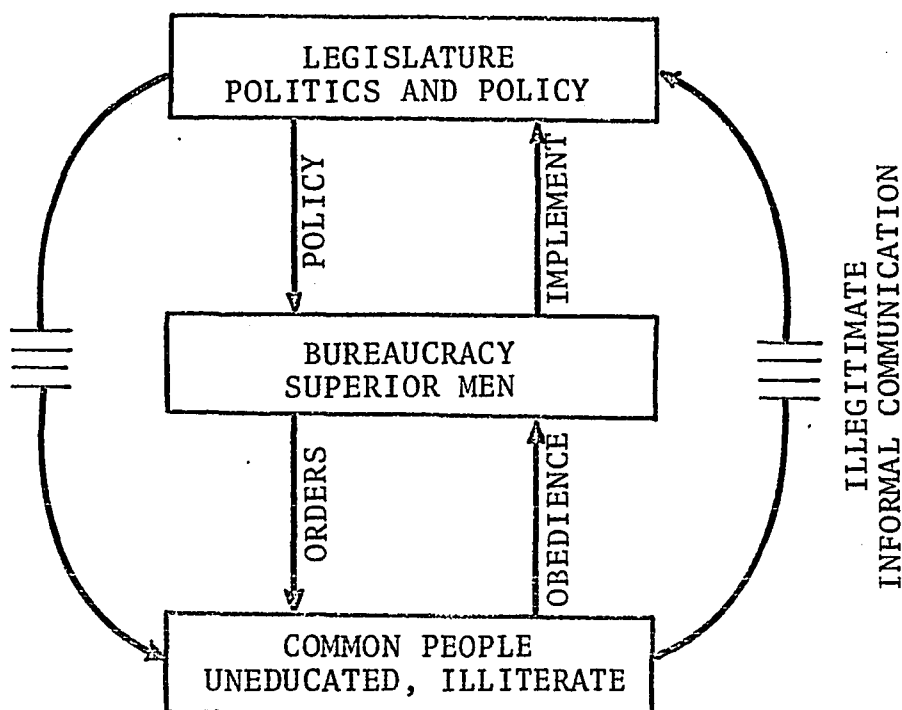 LEGISLATURE
POLITICS AND POLICY
POLICY
IMPLEMENT
BUREAUCRACY
SUPERIOR MEN
ORDERS
OBEDIENCE
COMMON PEOPLE
UNEDUCATED, ILLITERATE
ILLEGITIMATE
INFORMAL COMMUNICATION